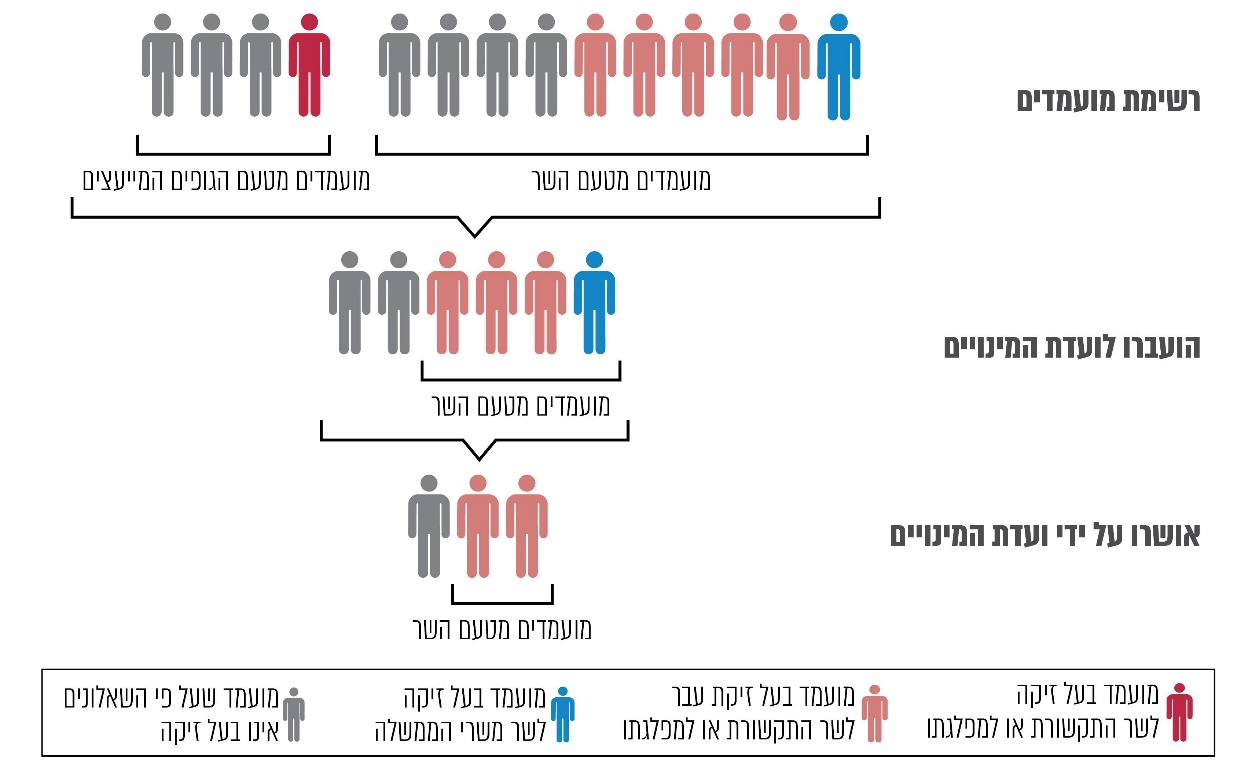 רשימת מועמדים
מועמדים מטעם השר
מועמדים מטעם הגופים המייעצים
הועברו לועדת המינויים
מועמדים מטעם השר
אושרו על ידי ועדת המינויים
מועמדים מטעם השר
מועמד בעל זיקה
לשר התקשורת או למפלגתו
מועמד בעל זיקת עבר
לשר התקשורת או למפלגתו
מועמד בעל זיקה
לשר משרי הממשלה
מועמד שעל פי השאלונים
אינו בעל זיקה